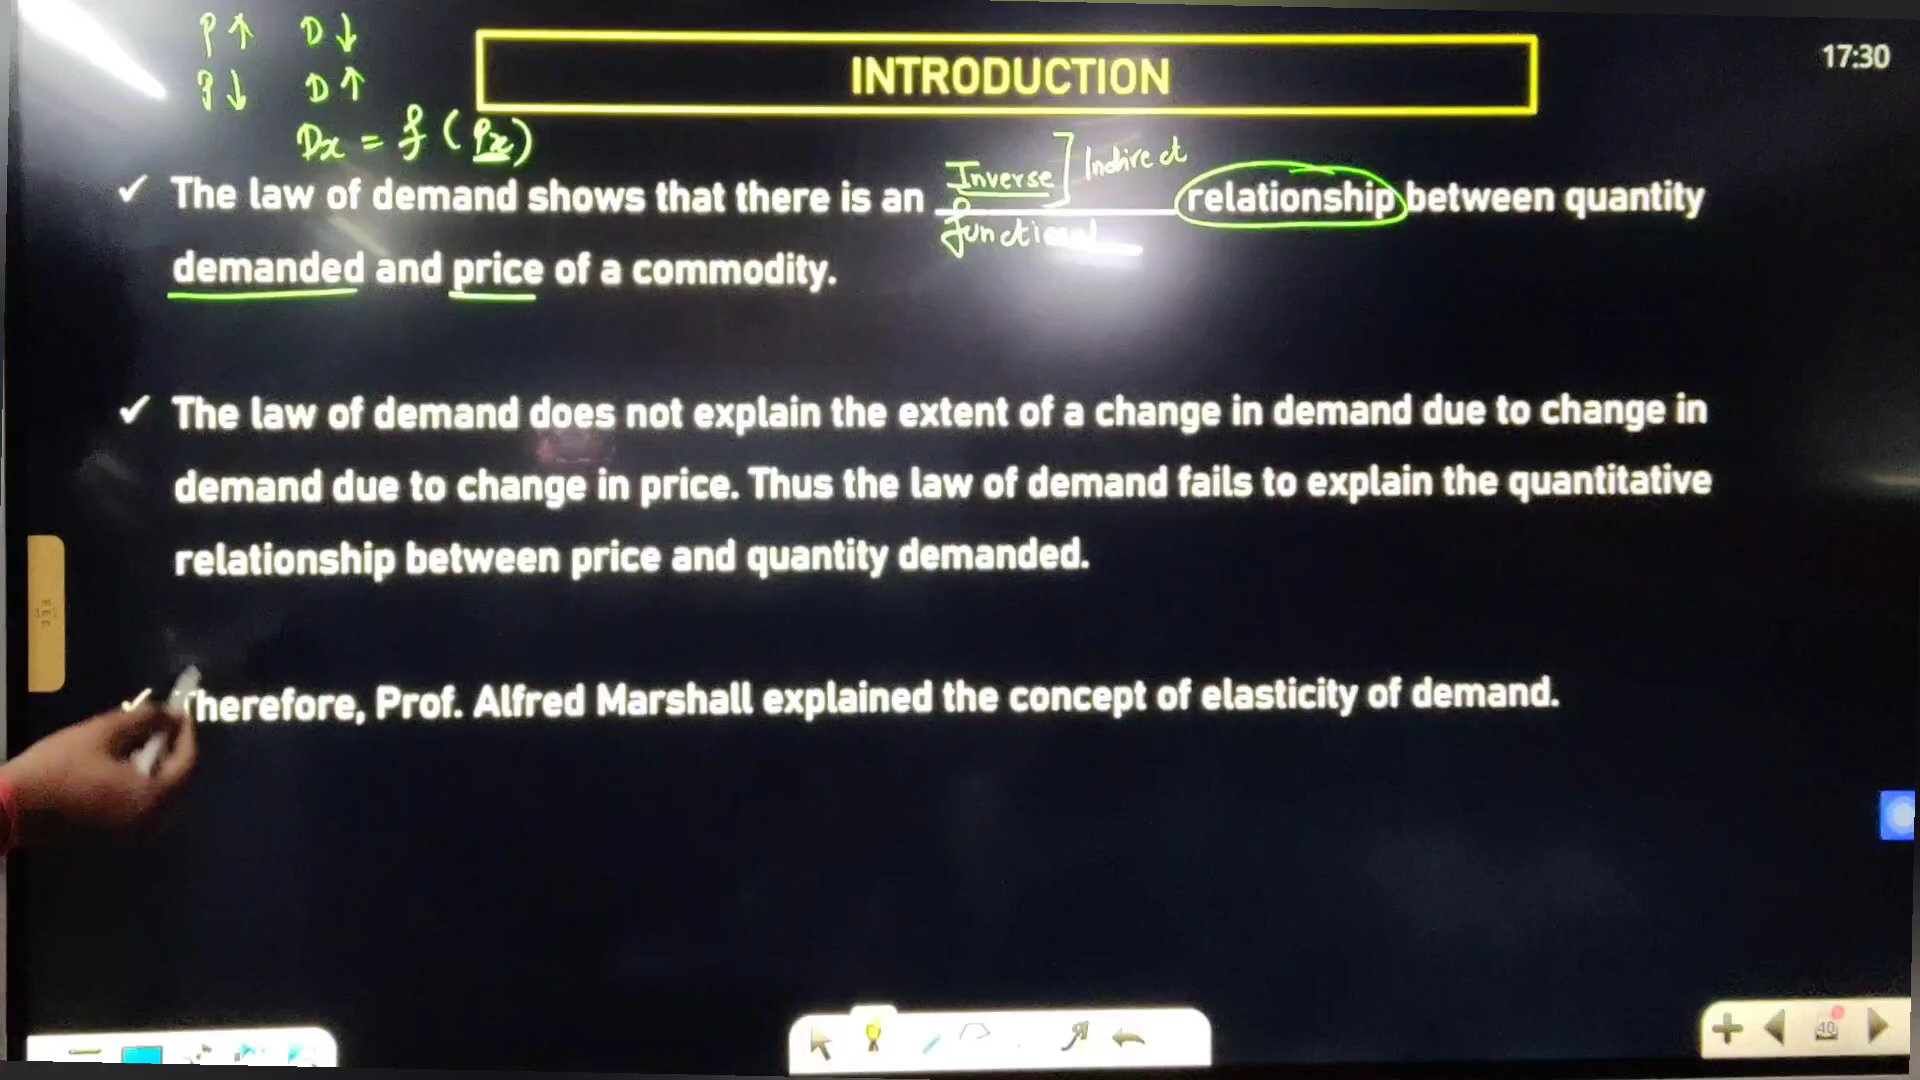 P↑ D↓
P↓ D↑
Dx = f (Px)
INTRODUCTION
17:30
Inverse] Indirect
✓ The law of demand shows that there is an ________ relationship between quantity
functional
demanded and price of a commodity.
✓ The law of demand does not explain the extent of a change in demand due to change in
demand due to change in price. Thus the law of demand fails to explain the quantitative
relationship between price and quantity demanded.
✓ Therefore, Prof. Alfred Marshall explained the concept of elasticity of demand.
40